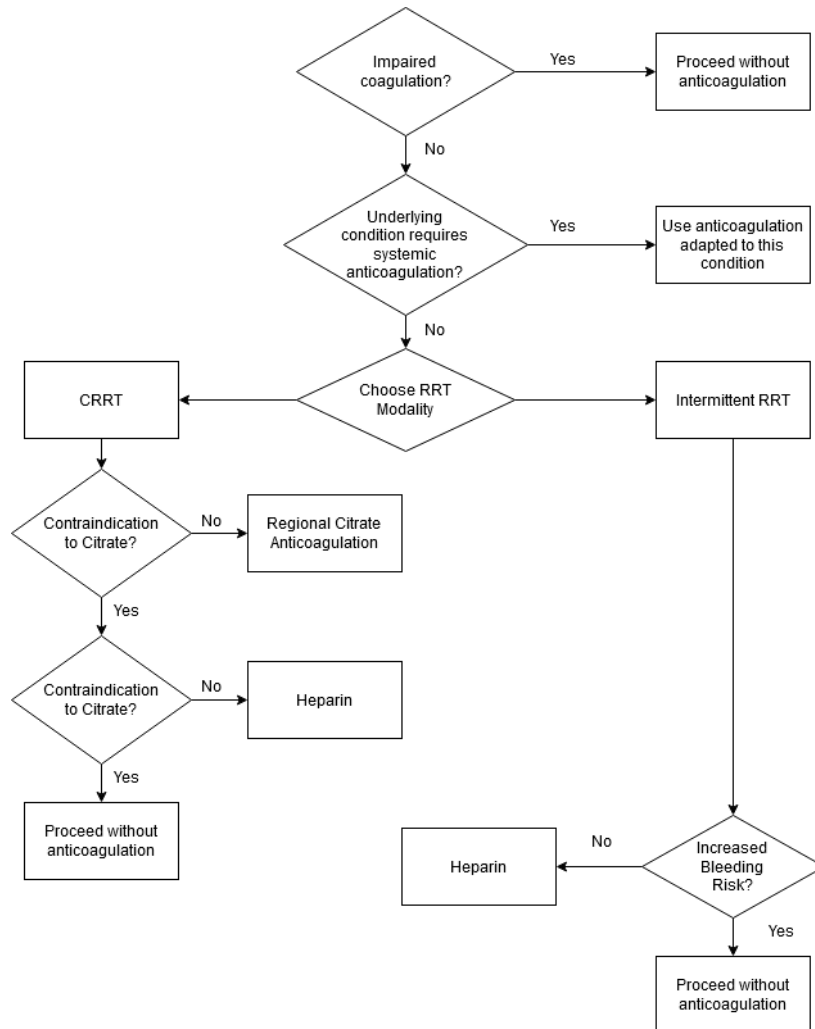 Impaired
coagulation?
Yes
Proceed without
anticoagulation
No
Underlying
condition requires
systemic
anticoagulation?
Yes
Use anticoagulation
adapted to this
condition
No
Choose RRT
Modality
CRRT
Intermittent RRT
Contraindication
to Citrate?
No
Regional Citrate
Anticoagulation
Yes
Contraindication
to Citrate?
No
Heparin
Yes
Proceed without
anticoagulation
Increased
Bleeding
Risk?
No
Heparin
Yes
Proceed without
anticoagulation